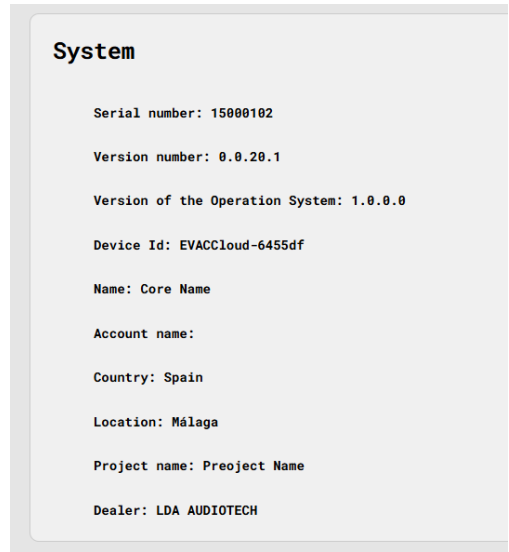 System
Serial number: 15000102
Version number: 0.0.20.1
Version of the Operation System: 1.0.0.0
Device Id: EVACCloud-6455df
Name: Core Name
Account name:
Country: Spain
Location: Málaga
Project name: Preoject Name
Dealer: LDA AUDIOTECH